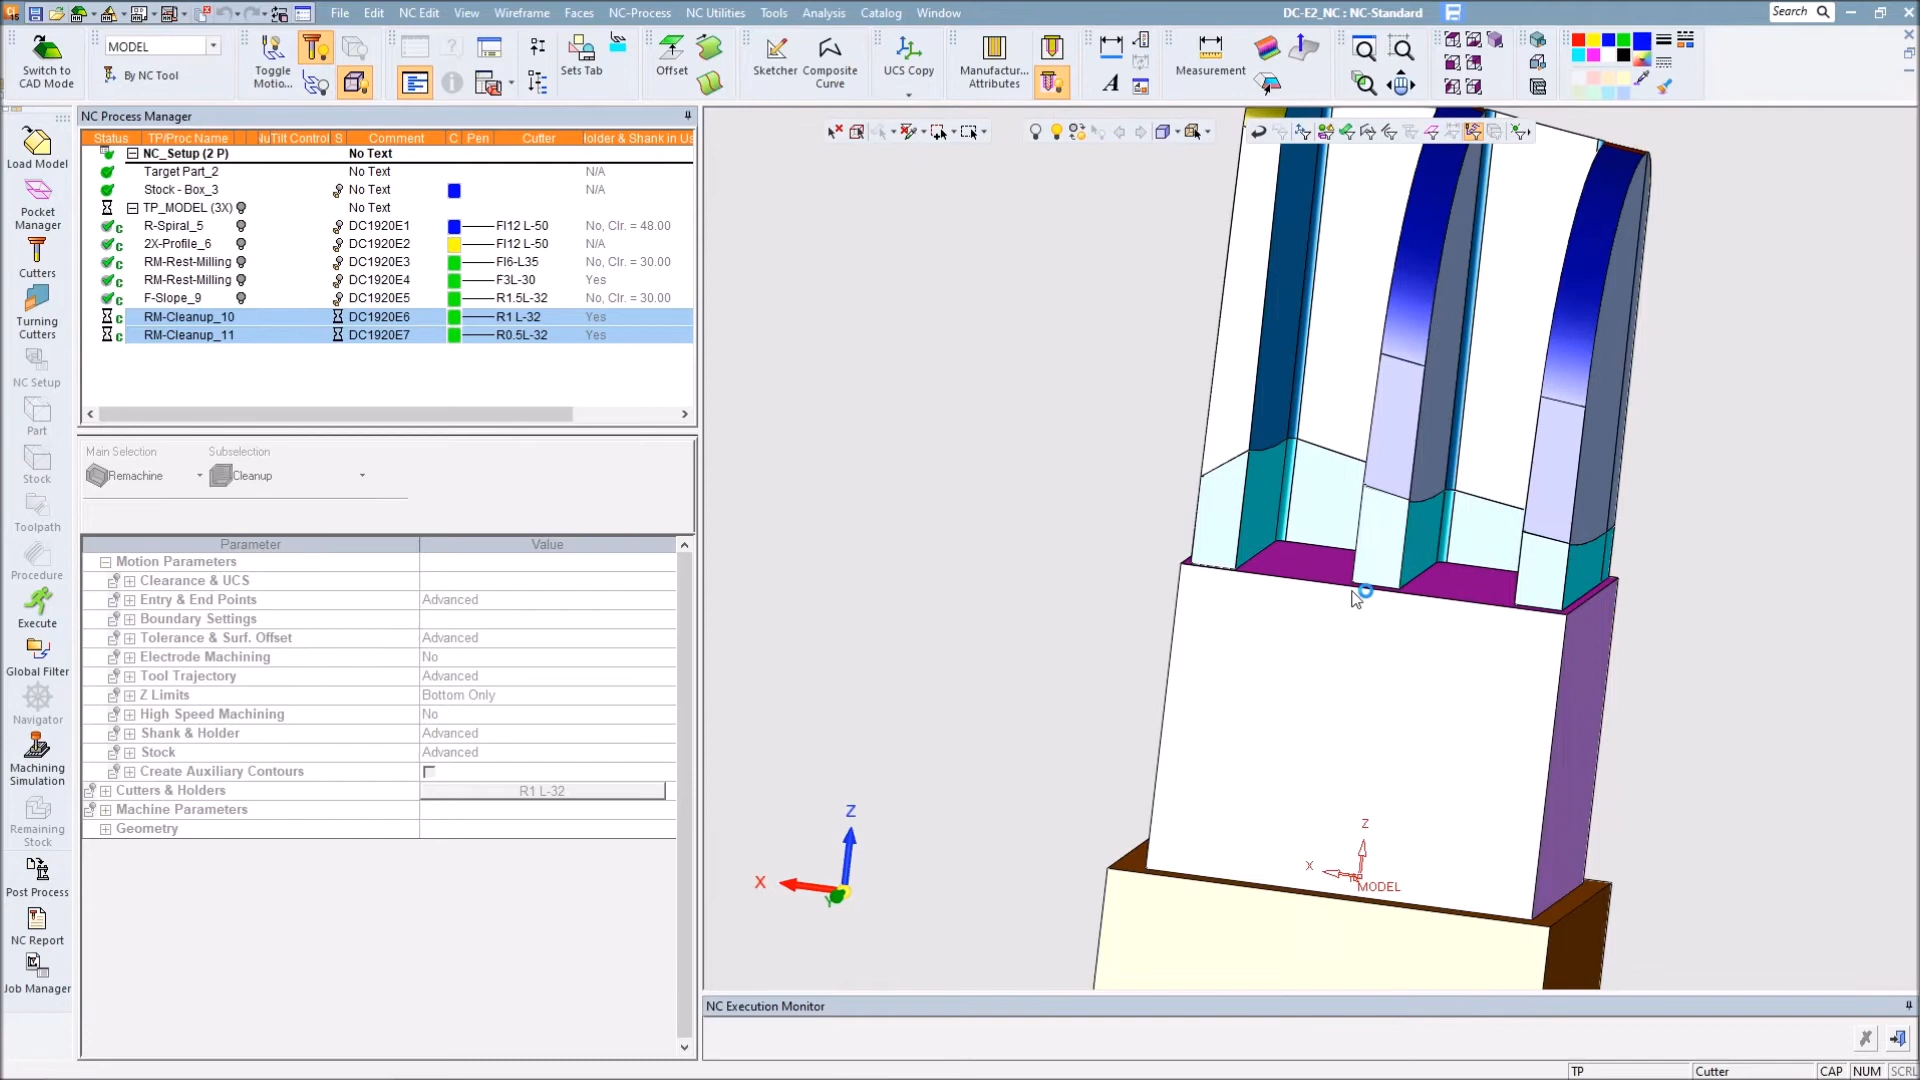 File Edit NC Edit View Wireframe Faces NC-Process NC Utilities Tools Analysis Catalog Window
DC-E2_NC : NC-Standard
Search
Switch to CAD Mode
MODEL
By NC Tool
Toggle Motio...
Sets Tab
Offset
Sketcher
Composite Curve
UCS Copy
Manufactur... Attributes
Measurement
Load Model
Pocket Manager
Cutters
Turning Cutters
NC Setup
Part
Stock
Toolpath
Procedure
Execute
Global Filter
Navigator
Machining Simulation
Remaining Stock
Post Process
NC Report
Job Manager
NC Process Manager
Status TP/Proc Name Tilt Control S Comment C Pen Cutter Holder & Shank in Us
NC_Setup (2 P) No Text
Target Part_2 No Text N/A
Stock - Box_3 No Text N/A
TP_MODEL (3X) No Text
R-Spiral_5 DC1920E1 FI12 L-50 No, Clr. = 48.00
2X-Profile_6 DC1920E2 FI12 L-50 N/A
RM-Rest-Milling DC1920E3 FI6-L35 No, Clr. = 30.00
RM-Rest-Milling DC1920E4 F3L-30 Yes
F-Slope_9 DC1920E5 R1.5L-32 No, Clr. = 30.00
RM-Cleanup_10 DC1920E6 R1 L-32 Yes
RM-Cleanup_11 DC1920E7 R0.5L-32 Yes
Main Selection Subselection
Remachine Cleanup
Parameter Value
Motion Parameters
Clearance & UCS
Entry & End Points Advanced
Boundary Settings
Tolerance & Surf. Offset Advanced
Electrode Machining No
Tool Trajectory Advanced
Z Limits Bottom Only
High Speed Machining No
Shank & Holder Advanced
Stock Advanced
Create Auxiliary Contours
Cutters & Holders R1 L-32
Machine Parameters
Geometry
Z
X
Y
Z
X
MODEL
NC Execution Monitor
TP Cutter CAP NUM SCRL